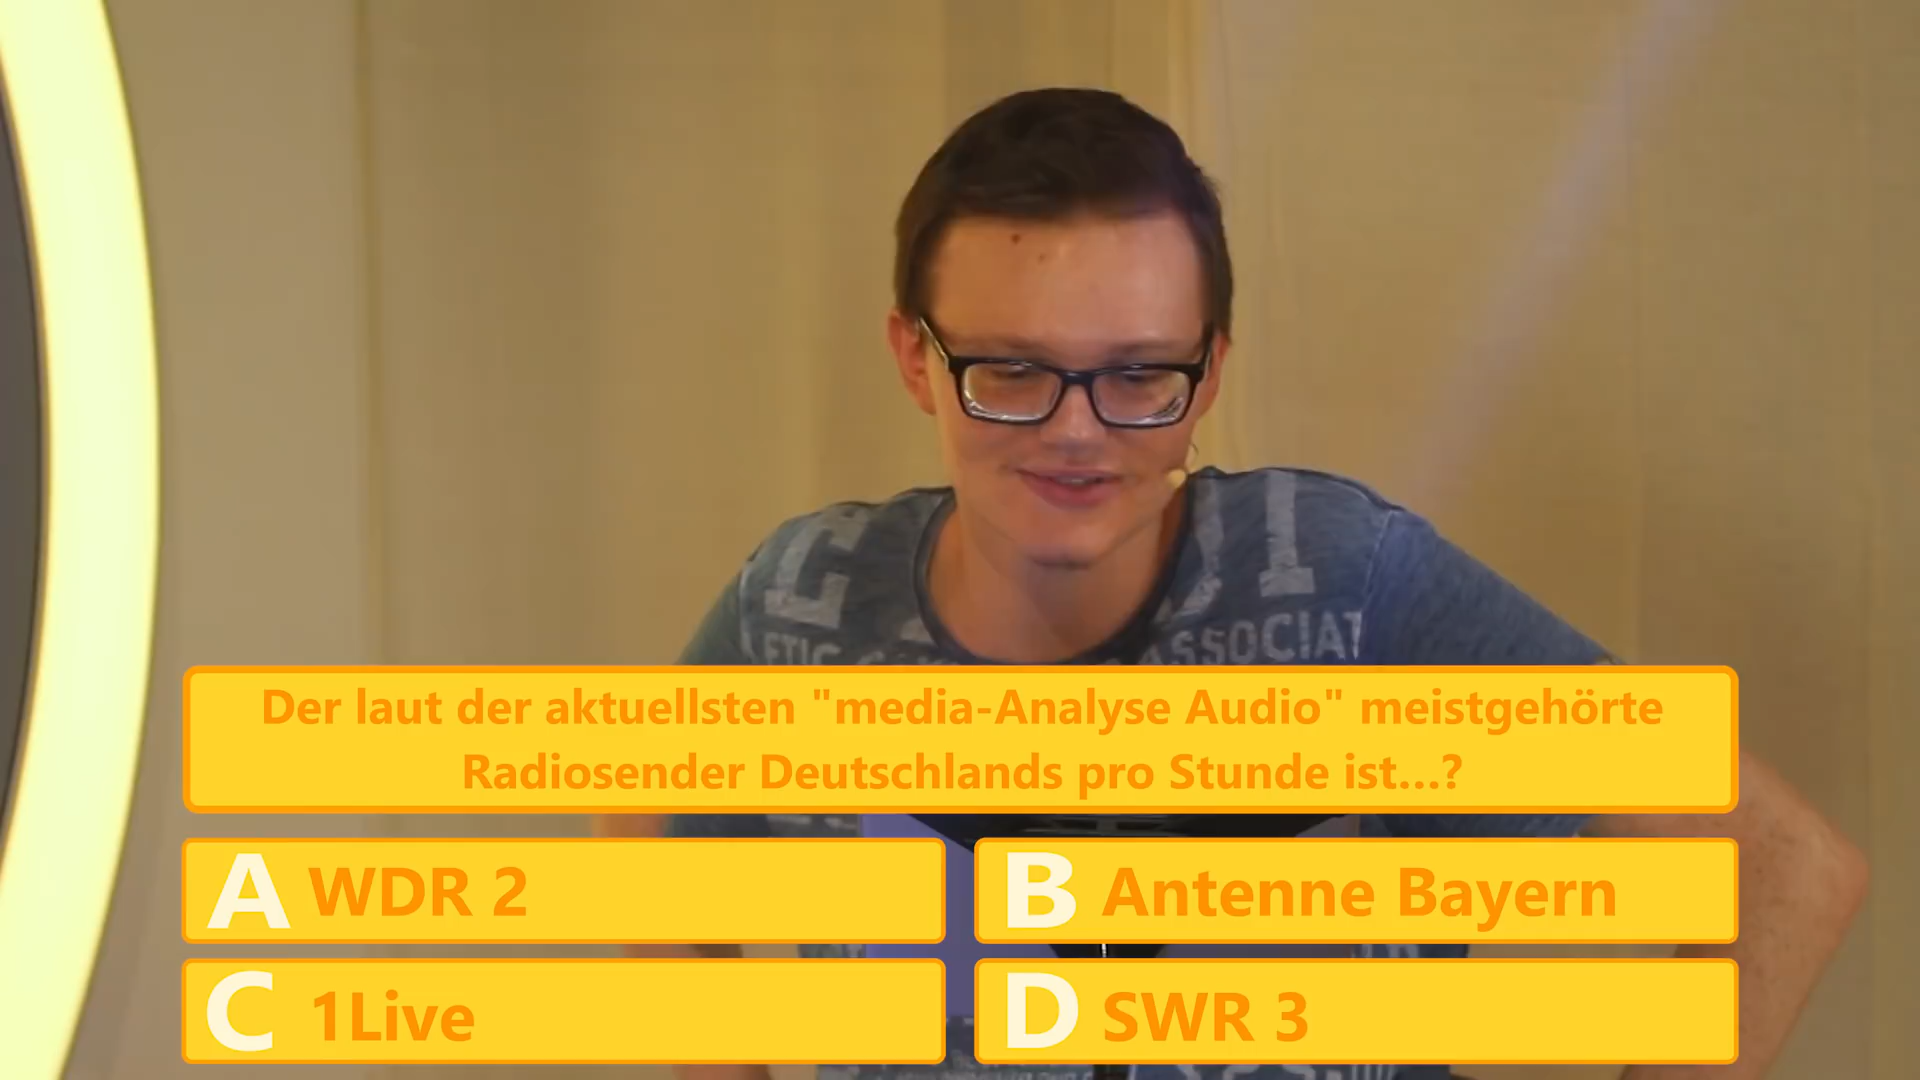 ASSOCIAT
Der laut der aktuellsten "media-Analyse Audio" meistgehörte
Radiosender Deutschlands pro Stunde ist...?
A WDR 2
B Antenne Bayern
C 1Live
D SWR 3